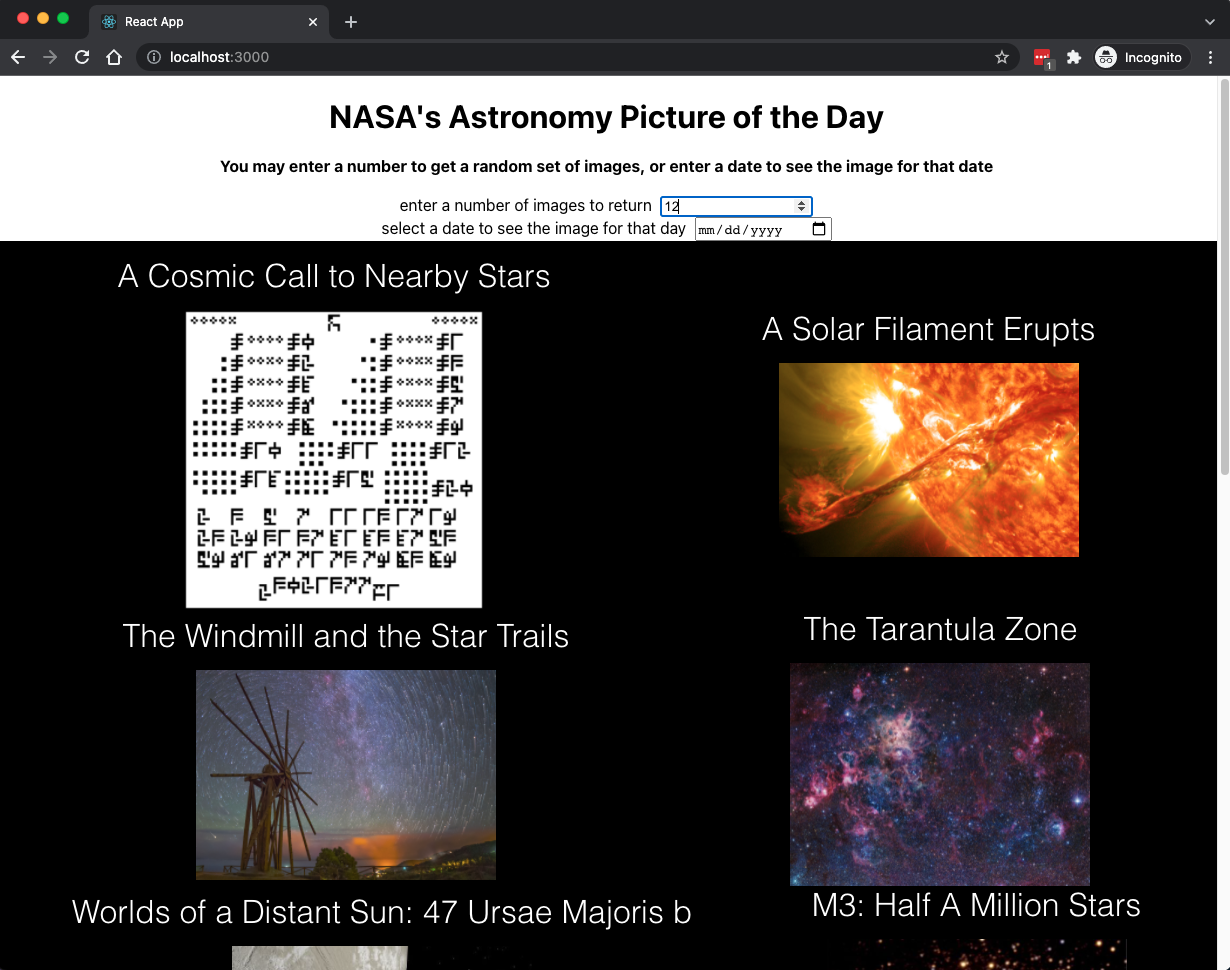 React App
localhost:3000
1
Incognito
NASA's Astronomy Picture of the Day
You may enter a number to get a random set of images, or enter a date to see the image for that date
enter a number of images to return 12
select a date to see the image for that day mm/dd/yyyy
A Cosmic Call to Nearby Stars
A Solar Filament Erupts
The Windmill and the Star Trails
The Tarantula Zone
Worlds of a Distant Sun: 47 Ursae Majoris b
M3: Half A Million Stars